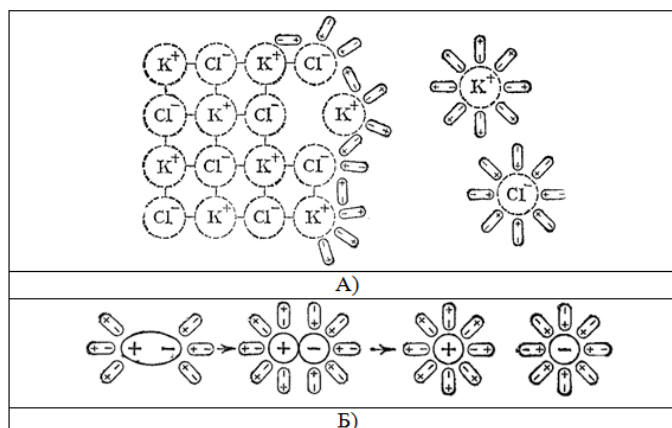 K⁺ Cl⁻ K⁺ Cl⁻
Cl⁻ K⁺ Cl⁻ K⁺
K⁺ Cl⁻ K⁺ Cl⁻
Cl⁻ K⁺ Cl⁻ K⁺
K⁺
Cl⁻
А)
+ − + − + −
Б)